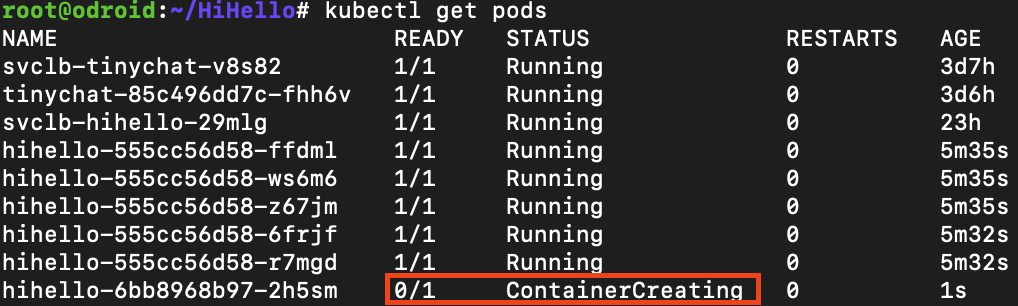 root@odroid:~/HiHello# kubectl get pods
NAME READY STATUS RESTARTS AGE
svclb-tinychat-v8s82 1/1 Running 0 3d7h
tinychat-85c496dd7c-fhh6v 1/1 Running 0 3d6h
svclb-hihello-29mlg 1/1 Running 0 23h
hihello-555cc56d58-ffdml 1/1 Running 0 5m35s
hihello-555cc56d58-ws6m6 1/1 Running 0 5m35s
hihello-555cc56d58-z67jm 1/1 Running 0 5m35s
hihello-555cc56d58-6frjf 1/1 Running 0 5m32s
hihello-555cc56d58-r7mgd 1/1 Running 0 5m32s
hihello-6bb8968b97-2h5sm 0/1 ContainerCreating 0 1s